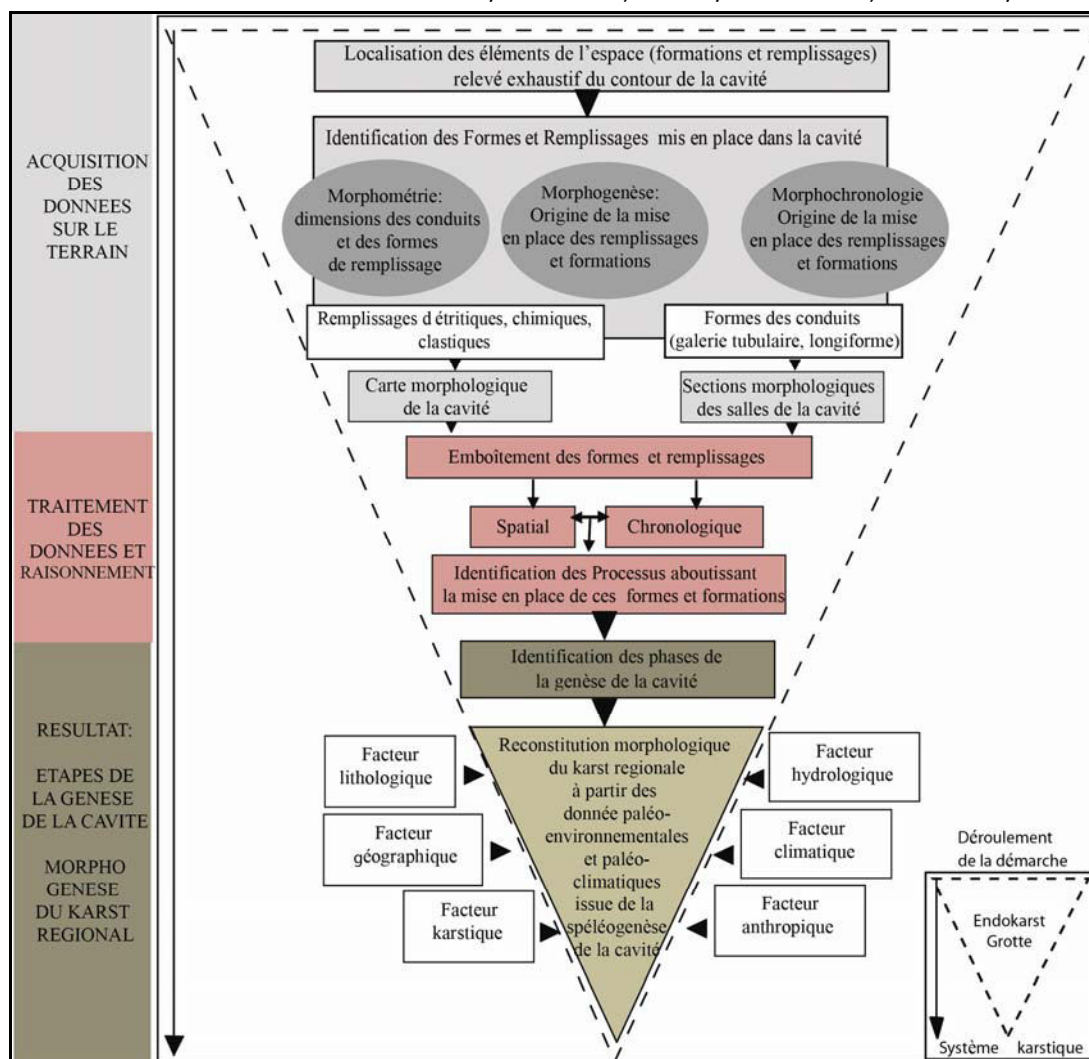 ACQUISITION
DES
DONNEES
SUR LE
TERRAIN
Localisation des éléments de l'espace (formations et remplissages)
relevé exhaustif du contour de la cavité
Identification des Formes et Remplissages mis en place dans la cavité
Morphométrie:
dimensions des conduits
et des formes
de remplissage
Morphogenèse:
Origine de la mise
en place des remplissages
et formations
Morphochronologie
Origine de la mise
en place des remplissages
et formations
Remplissages d étritiques, chimiques,
clastiques
Formes des conduits
(galerie tubulaire, longiforme)
Carte morphologique
de la cavité
Sections morphologiques
des salles de la cavité
TRAITEMENT
DES
DONNEES ET
RAISONNEMENT
Emboîtement des formes et remplissages
Spatial
Chronologique
Identification des Processus aboutissant
la mise en place de ces formes et formations
RESULTAT:
ETAPES DE
LA GENESE
DE LA CAVITE
MORPHO
GENESE
DU KARST
REGIONAL
Identification des phases de
la genèse de la cavité
Reconstitution morphologique
du karst regionale
à partir des
donnée paléo-
environnementales
et paléo-
climatiques
issue de la
spéléogenèse
de la cavité
Facteur
lithologique
Facteur
géographique
Facteur
karstique
Facteur
hydrologique
Facteur
climatique
Facteur
anthropique
Déroulement
de la démarche
Endokarst
Grotte
Système karstique